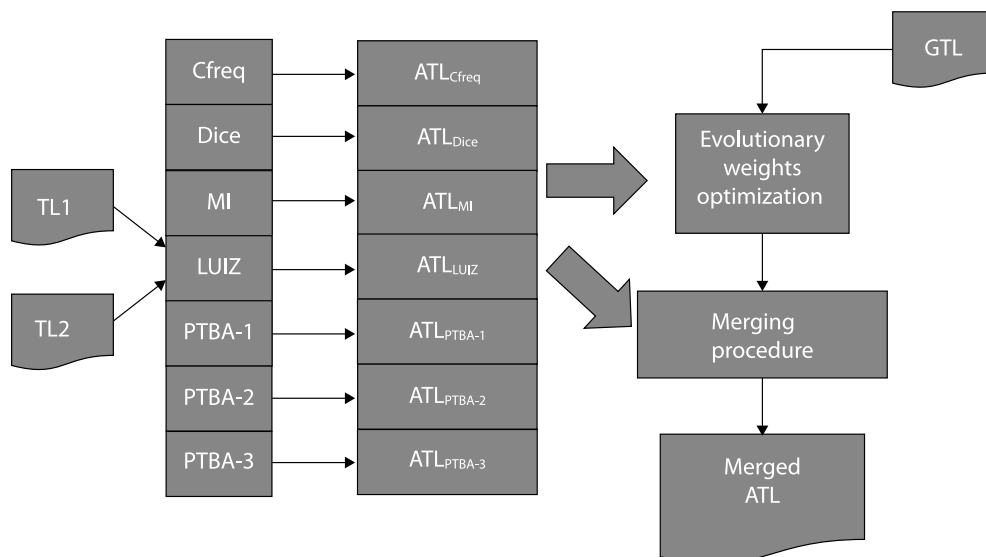 TL1
TL2
Cfreq
Dice
MI
LUIZ
PTBA-1
PTBA-2
PTBA-3
ATLCfreq
ATLDice
ATLMI
ATLLUIZ
ATLPTBA-1
ATLPTBA-2
ATLPTBA-3
GTL
Evolutionary
weights
optimization
Merging
procedure
Merged
ATL